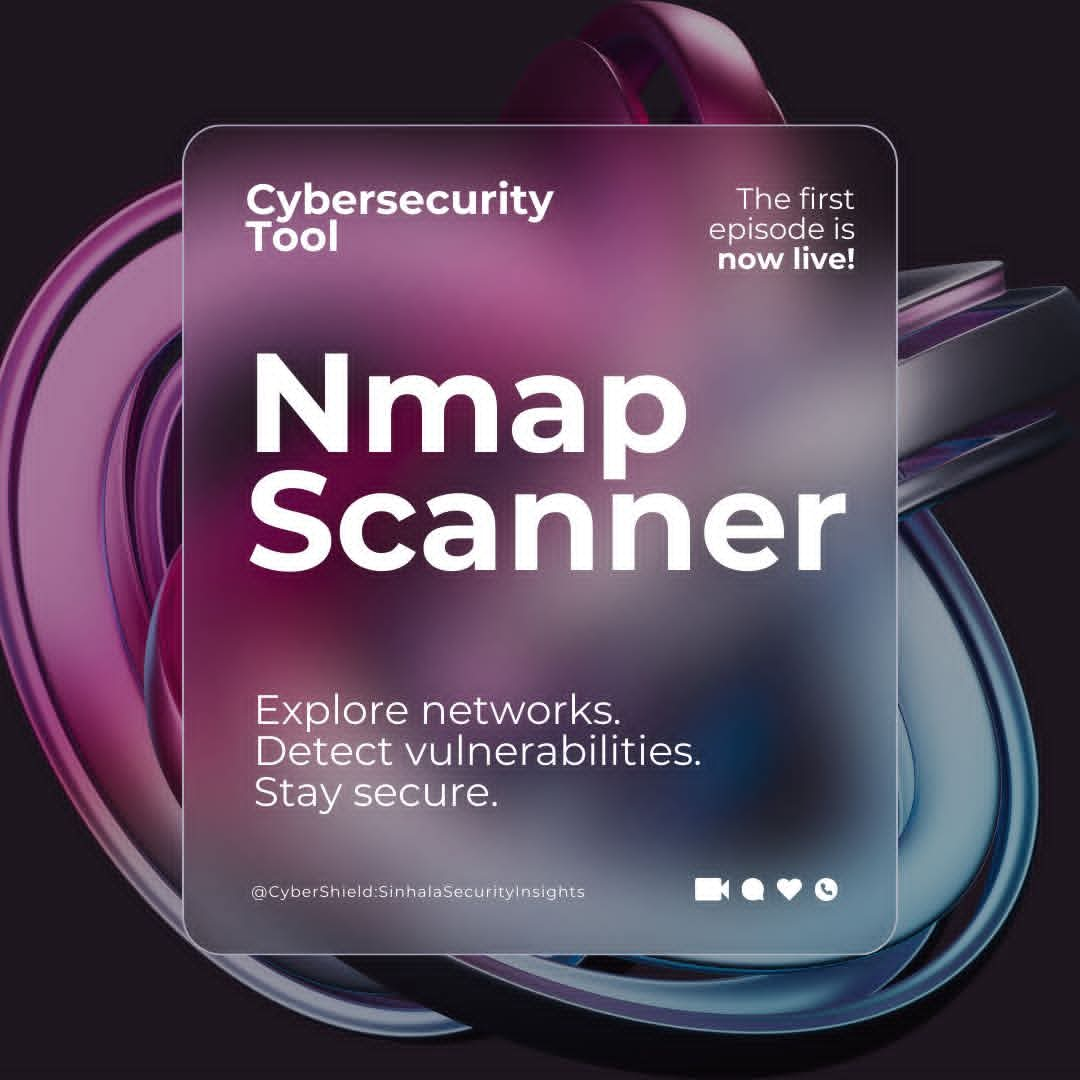 Cybersecurity
Tool
The first
episode is
now live!
Nmap
Scanner
Explore networks.
Detect vulnerabilities.
Stay secure.
@CyberShield:SinhalaSecurityInsights